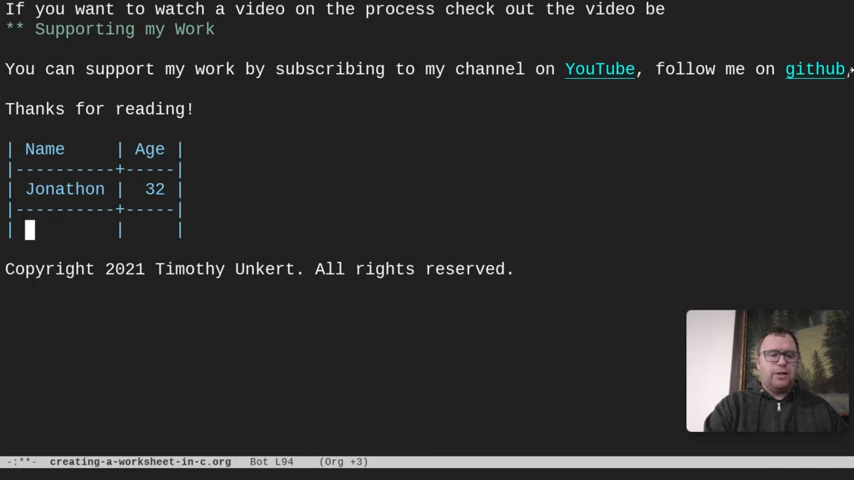 If you want to watch a video on the process check out the video be
** Supporting my Work
You can support my work by subscribing to my channel on YouTube, follow me on github,
Thanks for reading!
| Name | Age |
|----------+-----|
| Jonathon | 32 |
|----------+-----|
| | |
Copyright 2021 Timothy Unkert. All rights reserved.
-:**- creating-a-worksheet-in-c.org Bot L94 (Org +3)